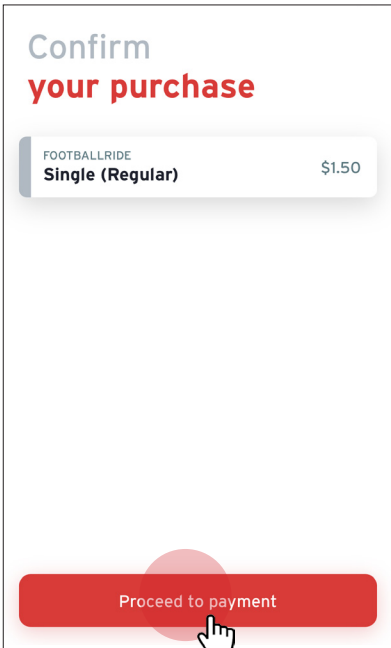 Confirm
your purchase
FOOTBALLRIDE
Single (Regular)
$1.50
Proceed to payment